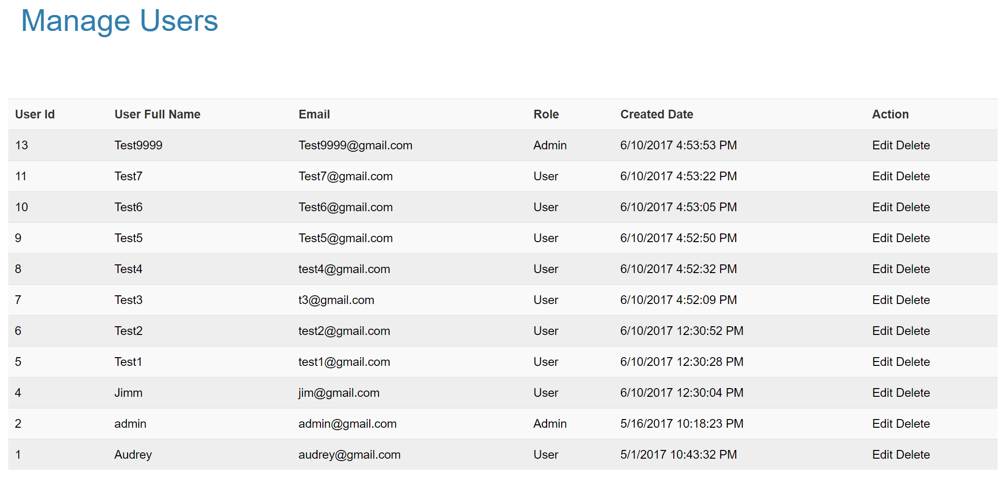 Manage Users
User Id User Full Name Email Role Created Date Action
13 Test9999 Test9999@gmail.com Admin 6/10/2017 4:53:53 PM Edit Delete
11 Test7 Test7@gmail.com User 6/10/2017 4:53:22 PM Edit Delete
10 Test6 Test6@gmail.com User 6/10/2017 4:53:05 PM Edit Delete
9 Test5 Test5@gmail.com User 6/10/2017 4:52:50 PM Edit Delete
8 Test4 test4@gmail.com User 6/10/2017 4:52:32 PM Edit Delete
7 Test3 t3@gmail.com User 6/10/2017 4:52:09 PM Edit Delete
6 Test2 test2@gmail.com User 6/10/2017 12:30:52 PM Edit Delete
5 Test1 test1@gmail.com User 6/10/2017 12:30:28 PM Edit Delete
4 Jimm jim@gmail.com User 6/10/2017 12:30:04 PM Edit Delete
2 admin admin@gmail.com Admin 5/16/2017 10:18:23 PM Edit Delete
1 Audrey audrey@gmail.com User 5/1/2017 10:43:32 PM Edit Delete